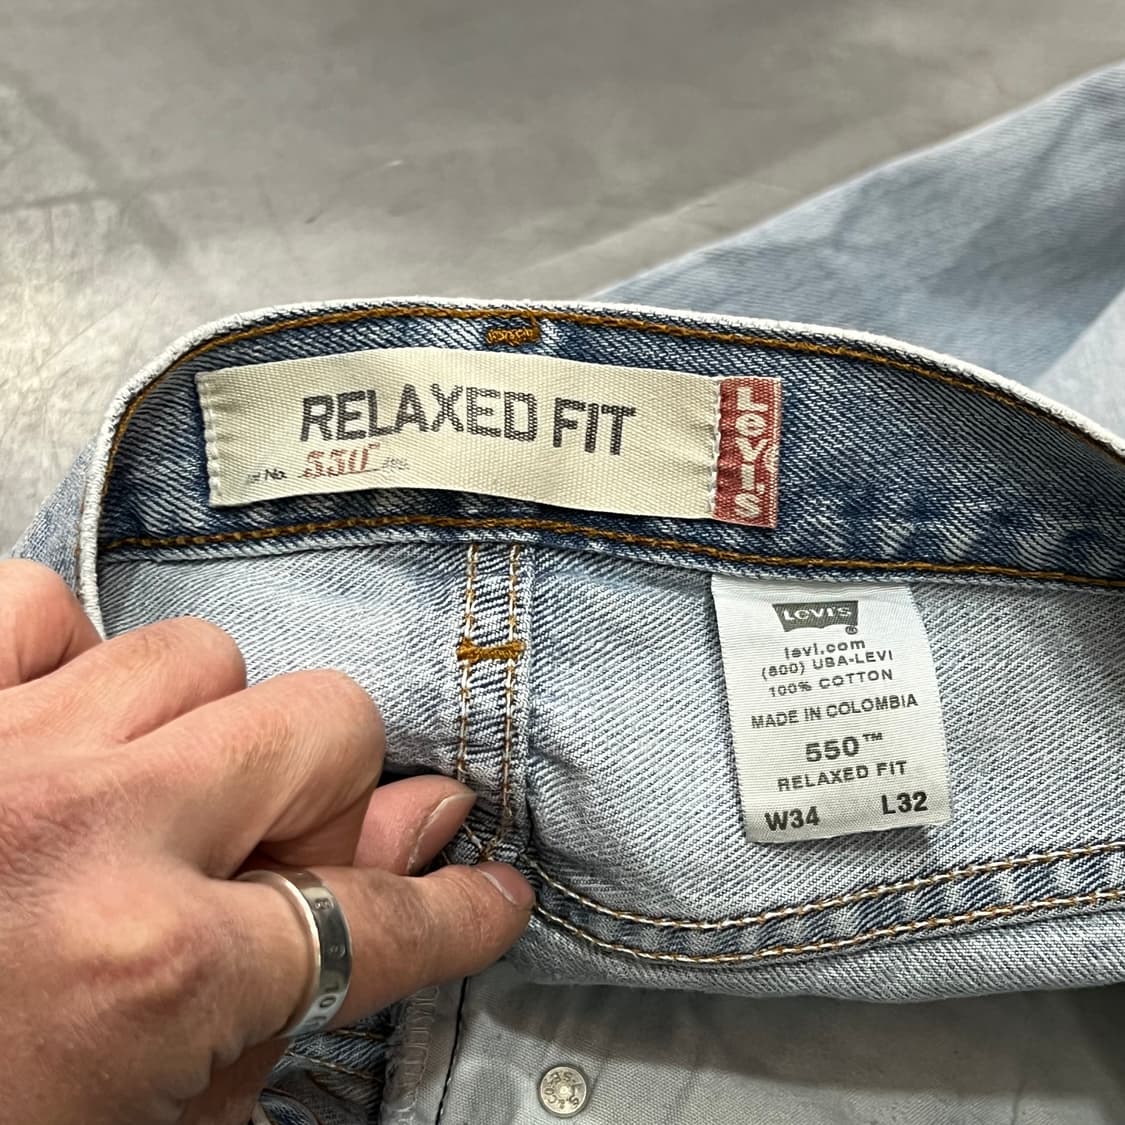 RELAXED FIT
No. 550™
Levi's
LEVI'S
®
levi.com
(800) USA-LEVI
100% COTTON
MADE IN COLOMBIA
550™
RELAXED FIT
W34 L32